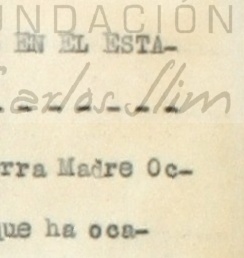 UNDACIÓN
EN EL ESTA-
Carlos Slim
- - - - - - -
rra Madre Oc-
que ha oca-